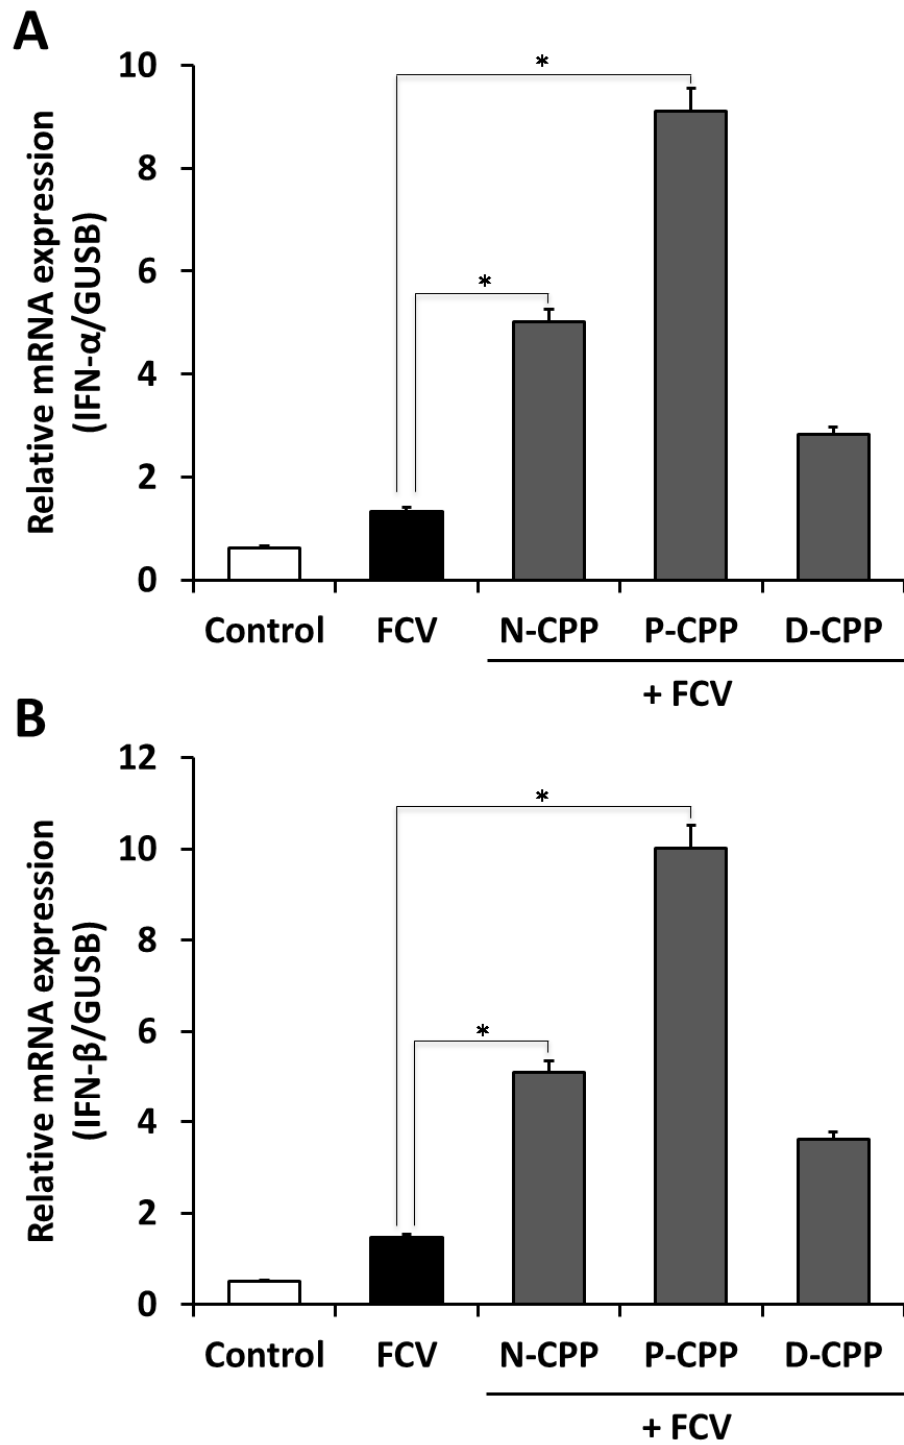 A
Relative mRNA expression
(IFN-α/GUSB)
10
8
6
4
2
0
*
*
Control FCV N-CPP P-CPP D-CPP
+ FCV
B
Relative mRNA expression
(IFN-β/GUSB)
12
10
8
6
4
2
0
*
*
Control FCV N-CPP P-CPP D-CPP
+ FCV